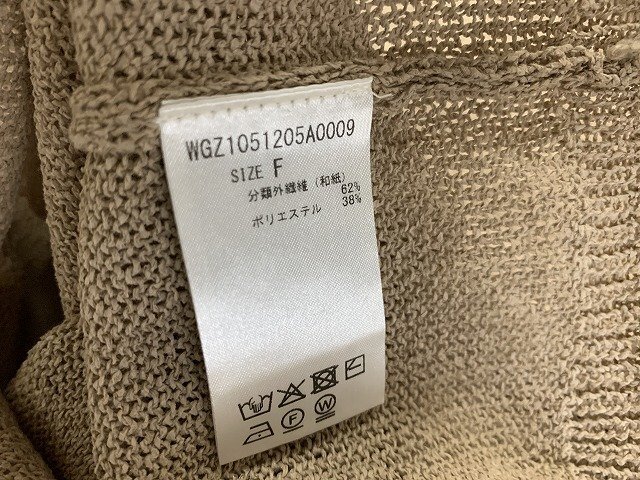 WGZ1051205A0009
SIZE F
分類外繊維（和紙）
62%
ポリエステル 38%
F W